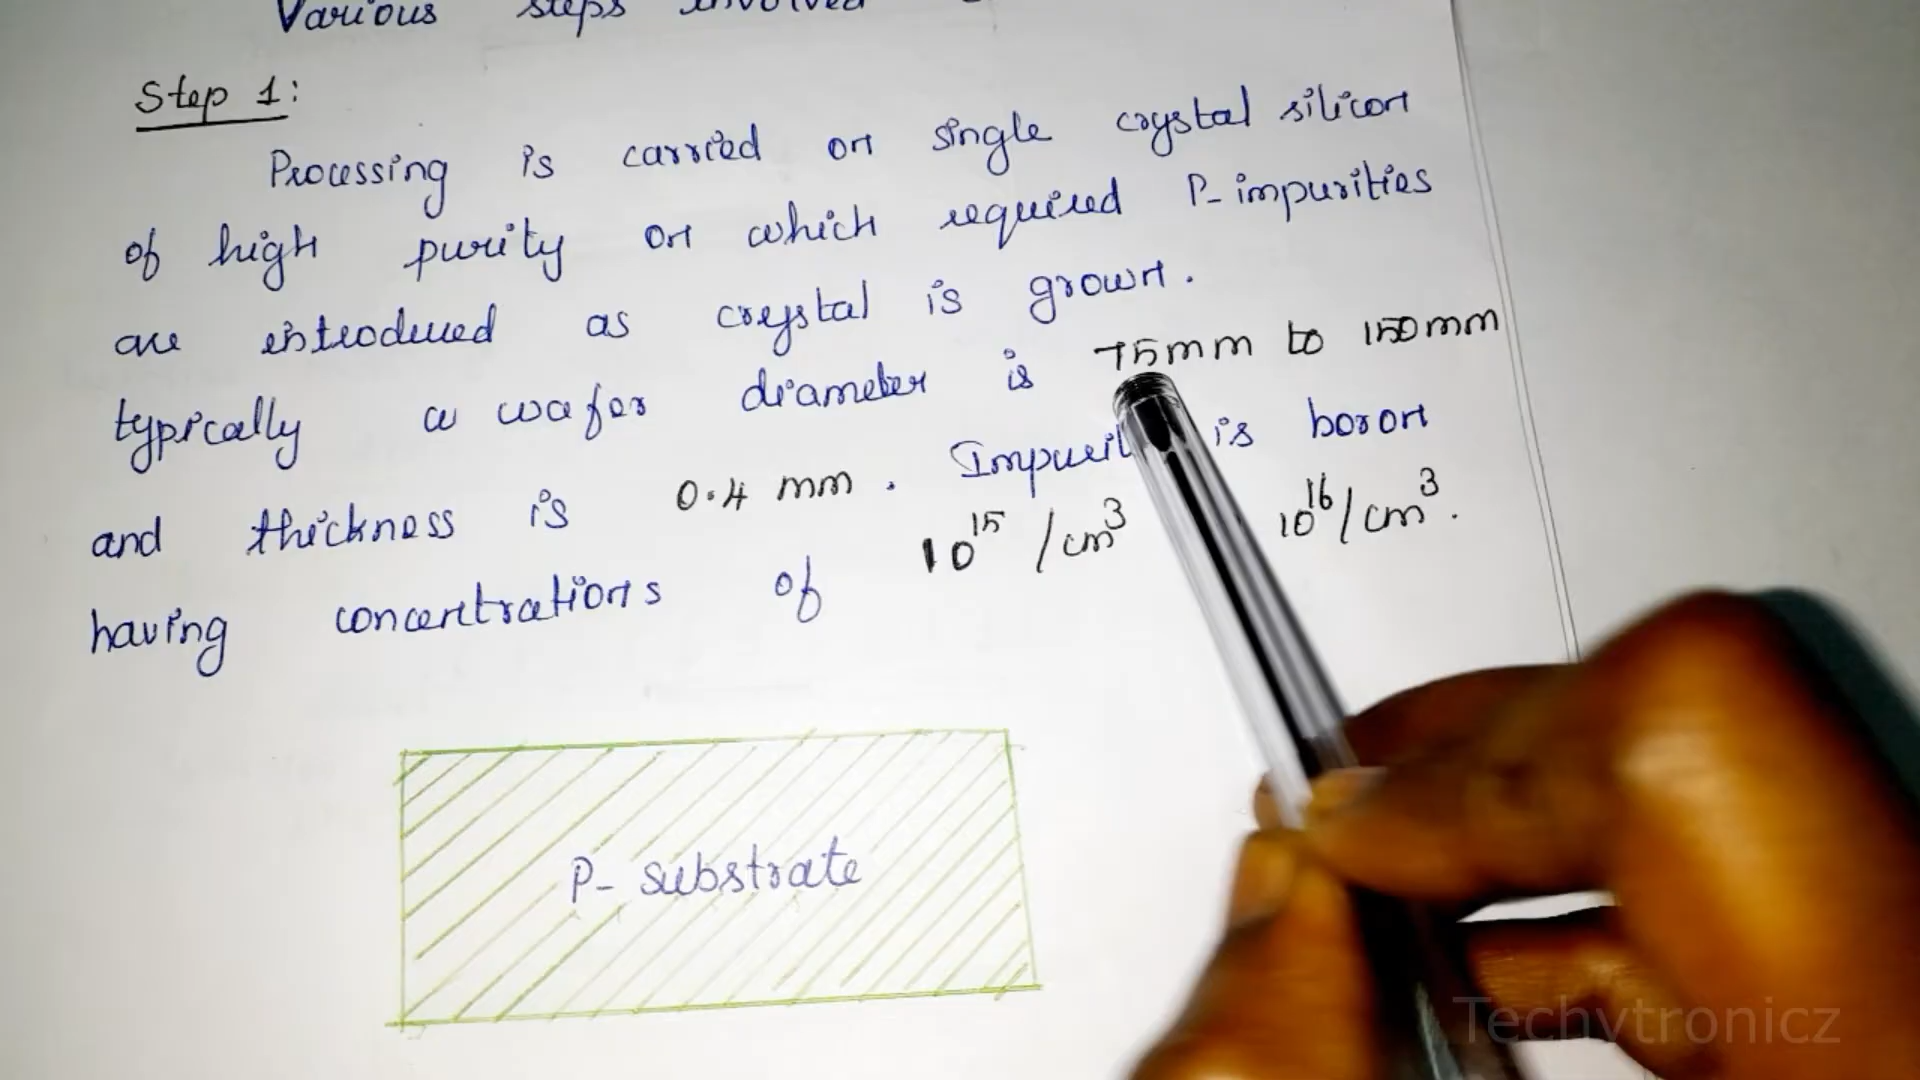 Various steps involved
Step 1:
Processing is carried on single crystal silicon
of high purity on which required P-impurities
are introduced as crystal is grown.
typically a wafer diameter is 75mm to 150mm
and thickness is 0.4 mm. Impurit is boron
having concentrations of 10^15 /cm^3 10^16/cm^3.
P- substrate
Techytronicz